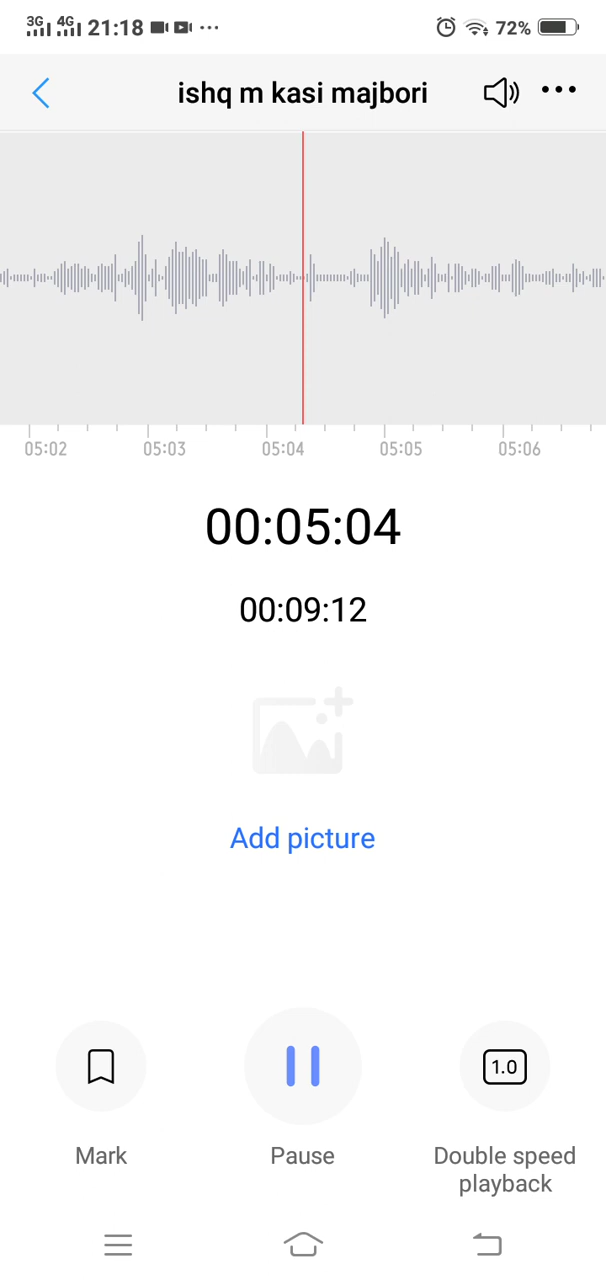 3G 4G 21:18 72%
ishq m kasi majbori
05:02 05:03 05:04 05:05 05:06
00:05:04
00:09:12
Add picture
1.0
Mark Pause Double speed
playback